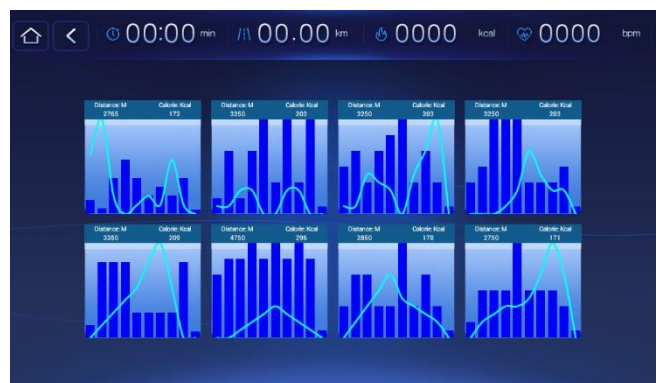 00:00 min 00.00 km 0000 kcal 0000 bpm
Distance: M Calorie: Kcal
2765 172
Distance: M Calorie: Kcal
3250 203
Distance: M Calorie: Kcal
3250 203
Distance: M Calorie: Kcal
3250 203
Distance: M Calorie: Kcal
3350 209
Distance: M Calorie: Kcal
4750 296
Distance: M Calorie: Kcal
2850 178
Distance: M Calorie: Kcal
2750 171